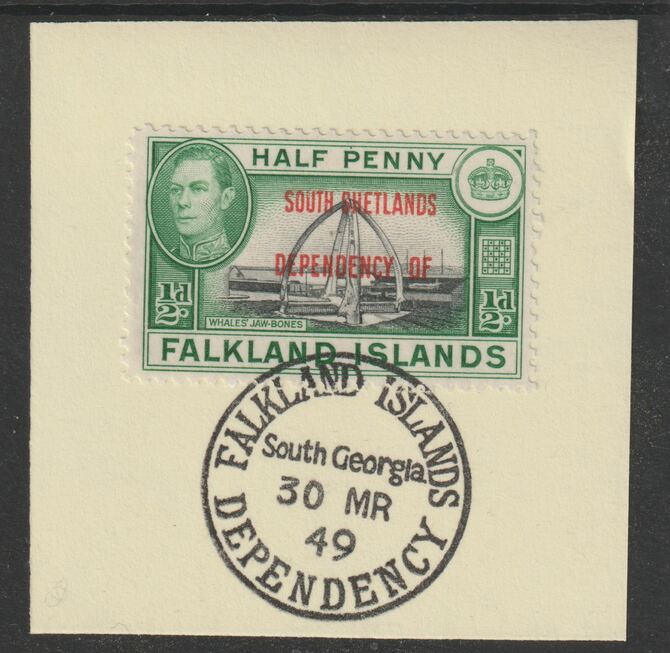 HALF PENNY
SOUTH SHETLANDS
DEPENDENCY OF
½d
½d
WHALES' JAW-BONES
FALKLAND ISLANDS
FALKLAND ISLANDS
South Georgia
30 MR
49
DEPENDENCY